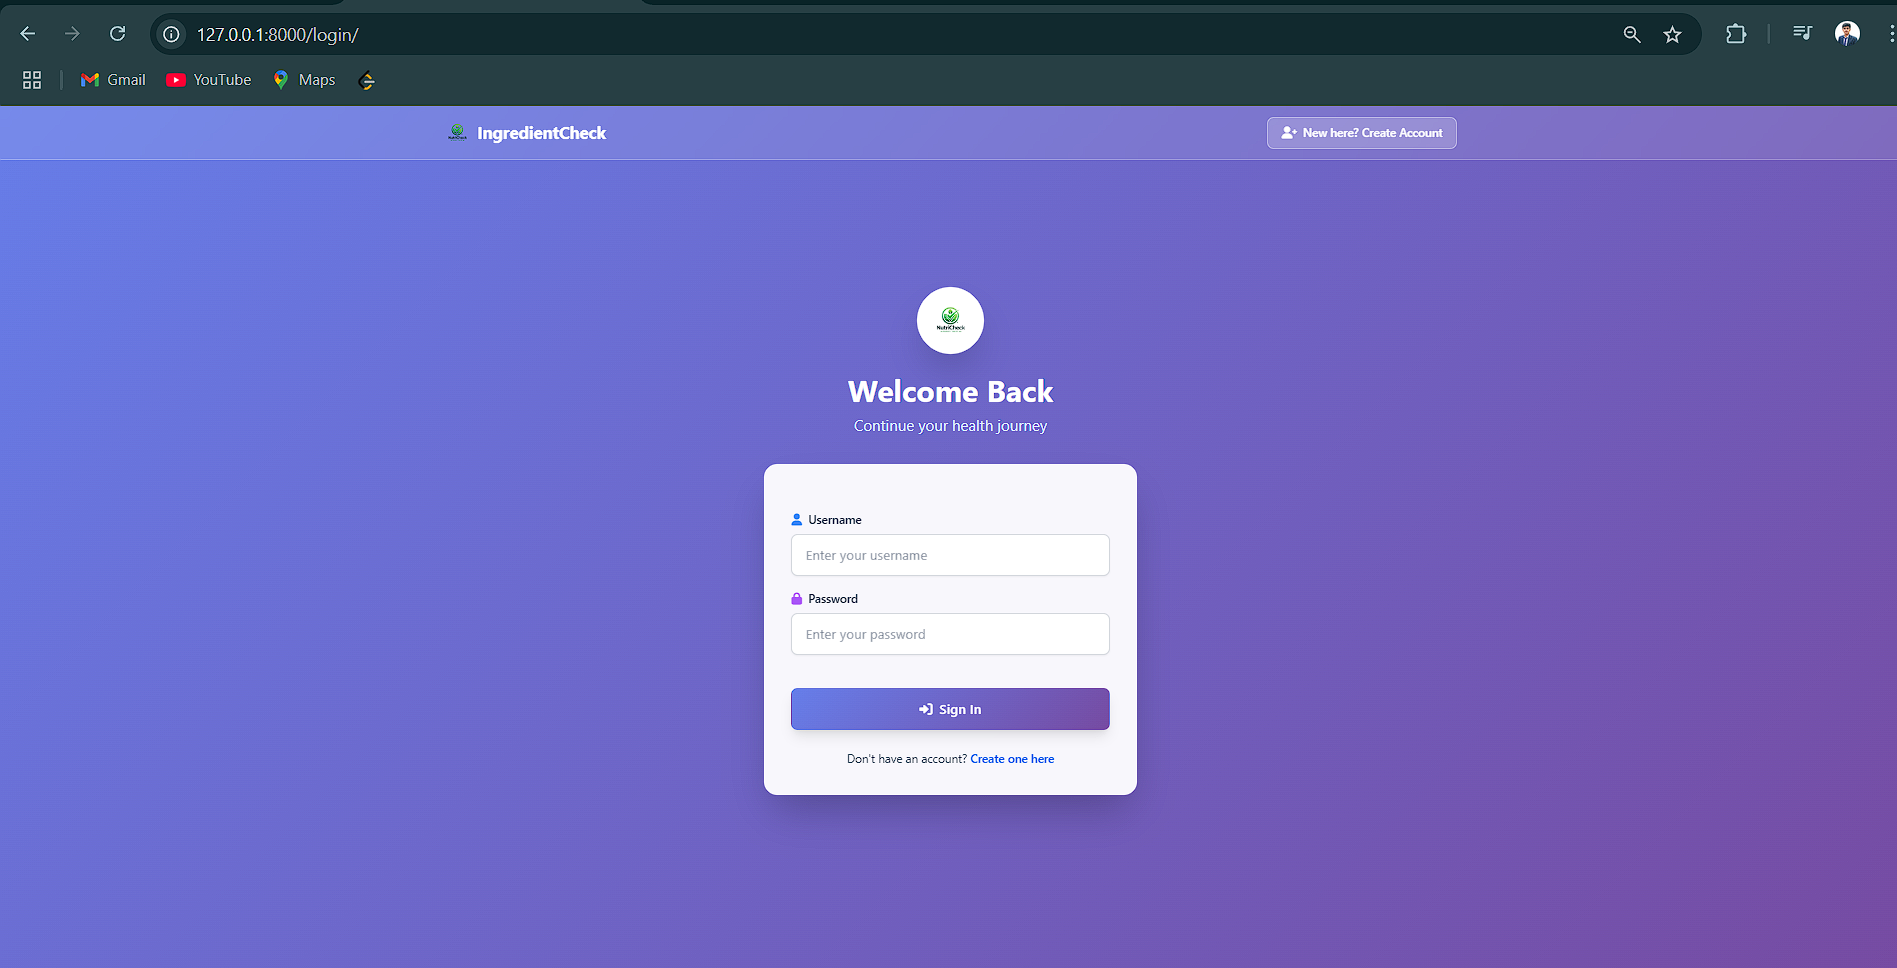 127.0.0.1:8000/login/
Gmail
YouTube
Maps
IngredientCheck
New here? Create Account
NutriCheck
Welcome Back
Continue your health journey
Username
Enter your username
Password
Enter your password
Sign In
Don't have an account? Create one here